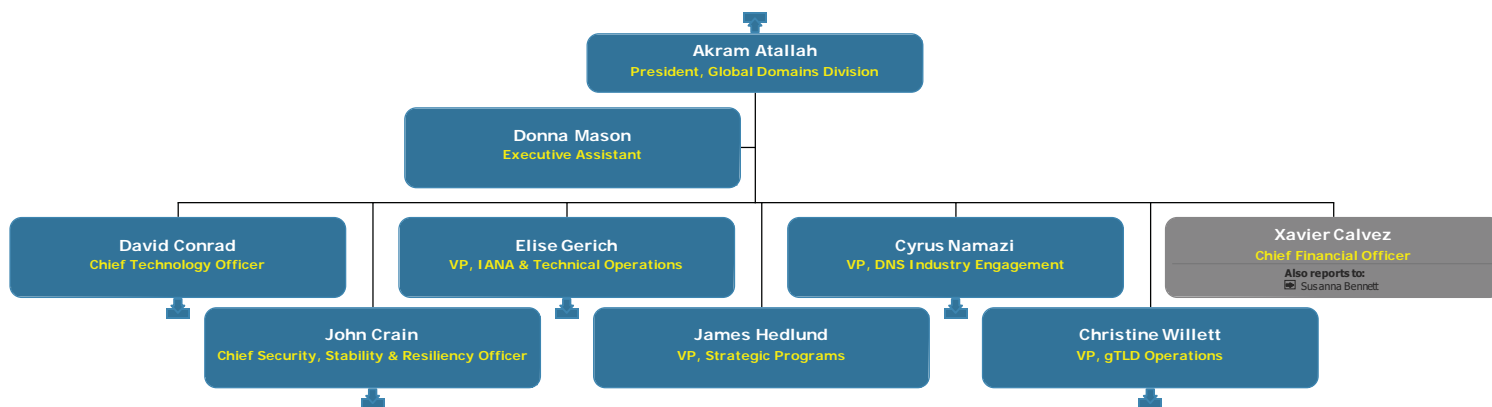 Akram Atallah
President, Global Domains Division
Donna Mason
Executive Assistant
David Conrad
Chief Technology Officer
Elise Gerich
VP, IANA & Technical Operations
Cyrus Namazi
VP, DNS Industry Engagement
Xavier Calvez
Chief Financial Officer
Also reports to:
Susanna Bennett
John Crain
Chief Security, Stability & Resiliency Officer
James Hedlund
VP, Strategic Programs
Christine Willett
VP, gTLD Operations